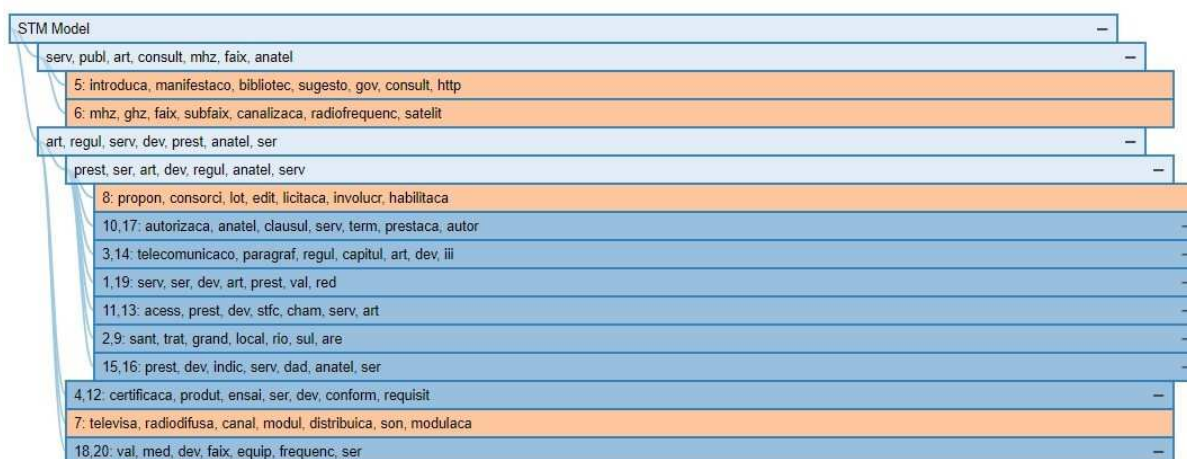 STM Model
serv, publ, art, consult, mhz, faix, anatel
5: introduca, manifestaco, bibliotec, sugesto, gov, consult, http
6: mhz, ghz, faix, subfaix, canalizaca, radiofrequenc, satelit
art, regul, serv, dev, prest, anatel, ser
prest, ser, art, dev, regul, anatel, serv
8: propon, consorci, lot, edit, licitaca, involucr, habilitaca
10,17: autorizaca, anatel, clausul, serv, term, prestaca, autor
3,14: telecomunicaco, paragraf, regul, capitul, art, dev, iii
1,19: serv, ser, dev, art, prest, val, red
11,13: acess, prest, dev, stfc, cham, serv, art
2,9: sant, trat, grand, local, rio, sul, are
15,16: prest, dev, indic, serv, dad, anatel, ser
4,12: certificaca, produt, ensai, ser, dev, conform, requisit
7: televisa, radiodifusa, canal, modul, distribuica, son, modulaca
18,20: val, med, dev, faix, equip, frequenc, ser